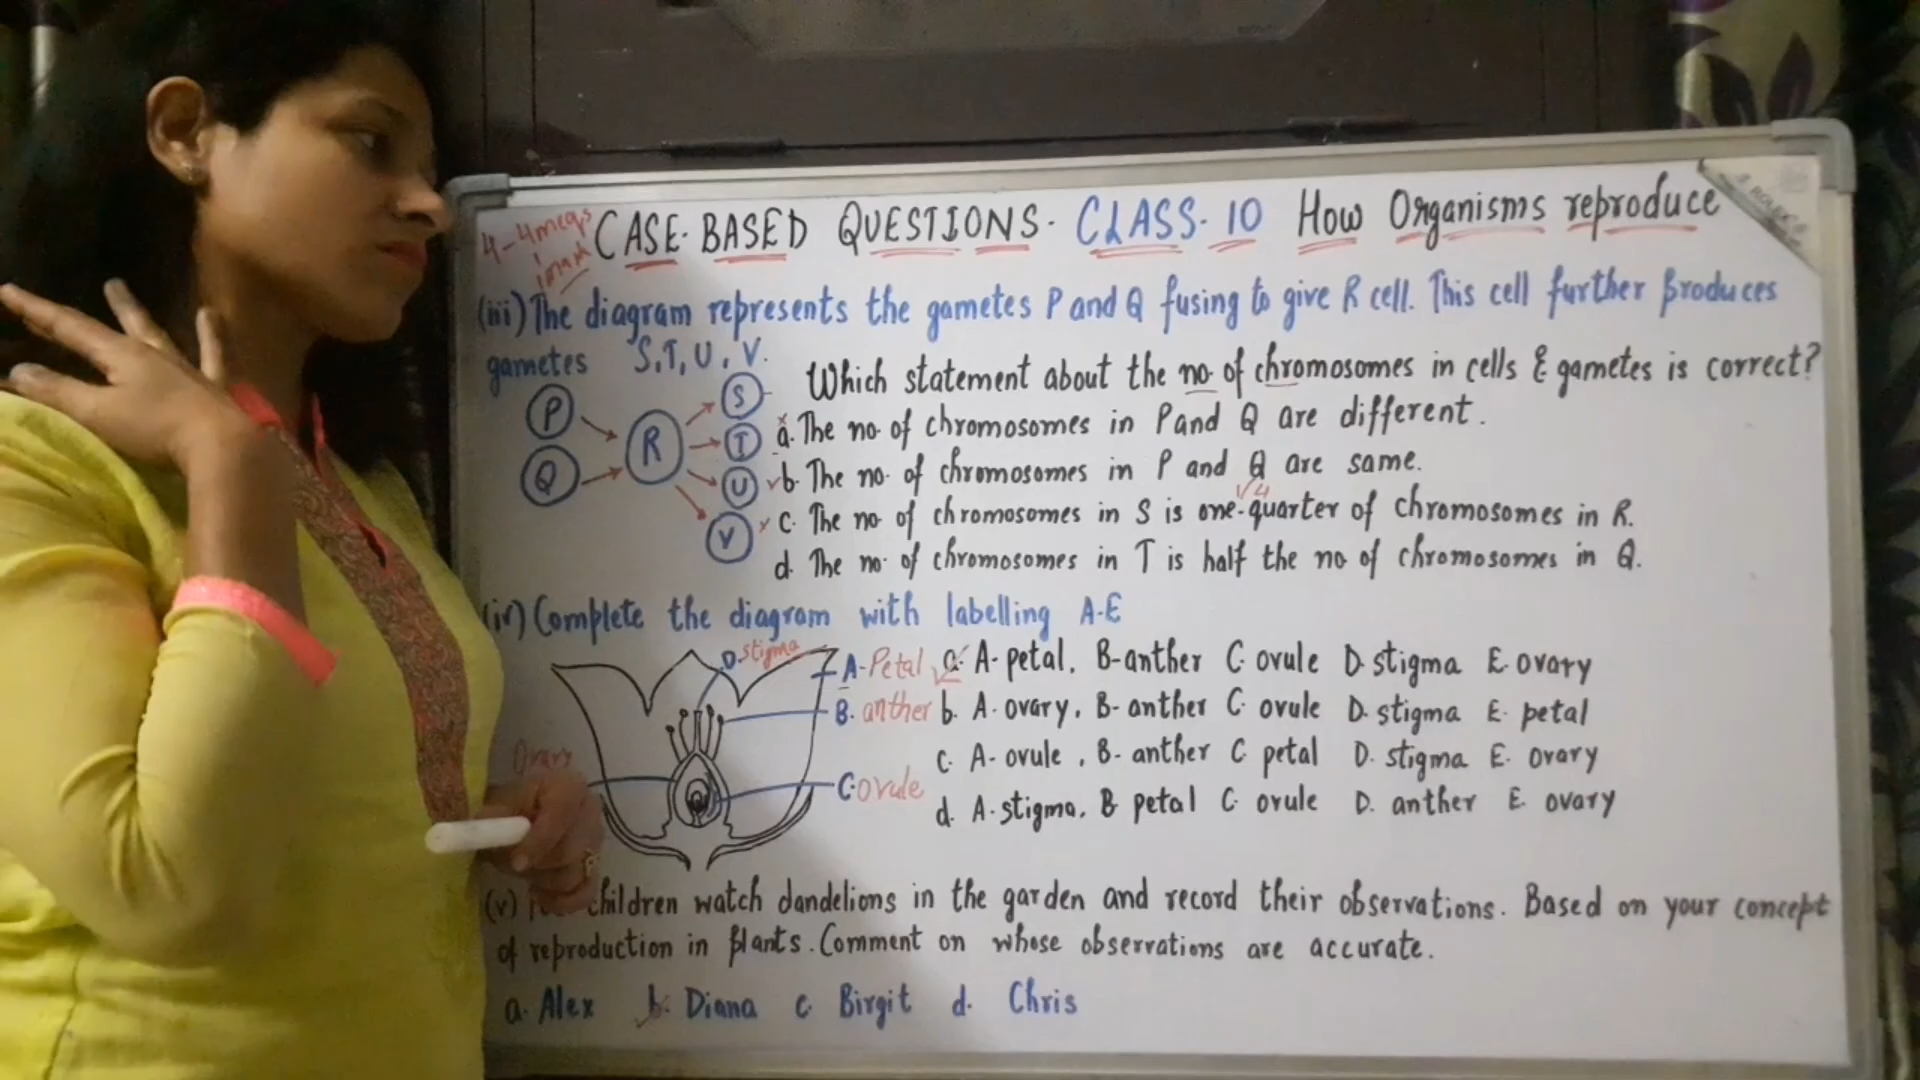 4-4mcqs
1mark
CASE-BASED QUESTIONS- CLASS-10 How Organisms reproduce
(iii) The diagram represents the gametes P and Q fusing to give R cell. This cell further produces
gametes S,T,U,V.
Which statement about the no. of chromosomes in cells & gametes is correct?
P
Q
R
S
T
U
V
x a. The no. of chromosomes in P and Q are different.
✓ b. The no. of chromosomes in P and Q are same.
1/4
x c. The no of chromosomes in S is one-quarter of chromosomes in R.
d. The no. of chromosomes in T is half the no of chromosomes in Q.
(iv) Complete the diagram with labelling A-E
D. stigma
A-Petal
B. anther
C. ovule
Ovary
a. A-petal, B-anther C. ovule D. stigma E. ovary
b. A-ovary, B-anther C. ovule D. stigma E. petal
c. A-ovule, B-anther C petal D. stigma E. ovary
d. A-stigma, B petal C. ovule D. anther E. ovary
(v) children watch dandelions in the garden and record their observations. Based on your concept
of reproduction in plants. Comment on whose observations are accurate.
a. Alex b. Diana c. Birgit d. Chris